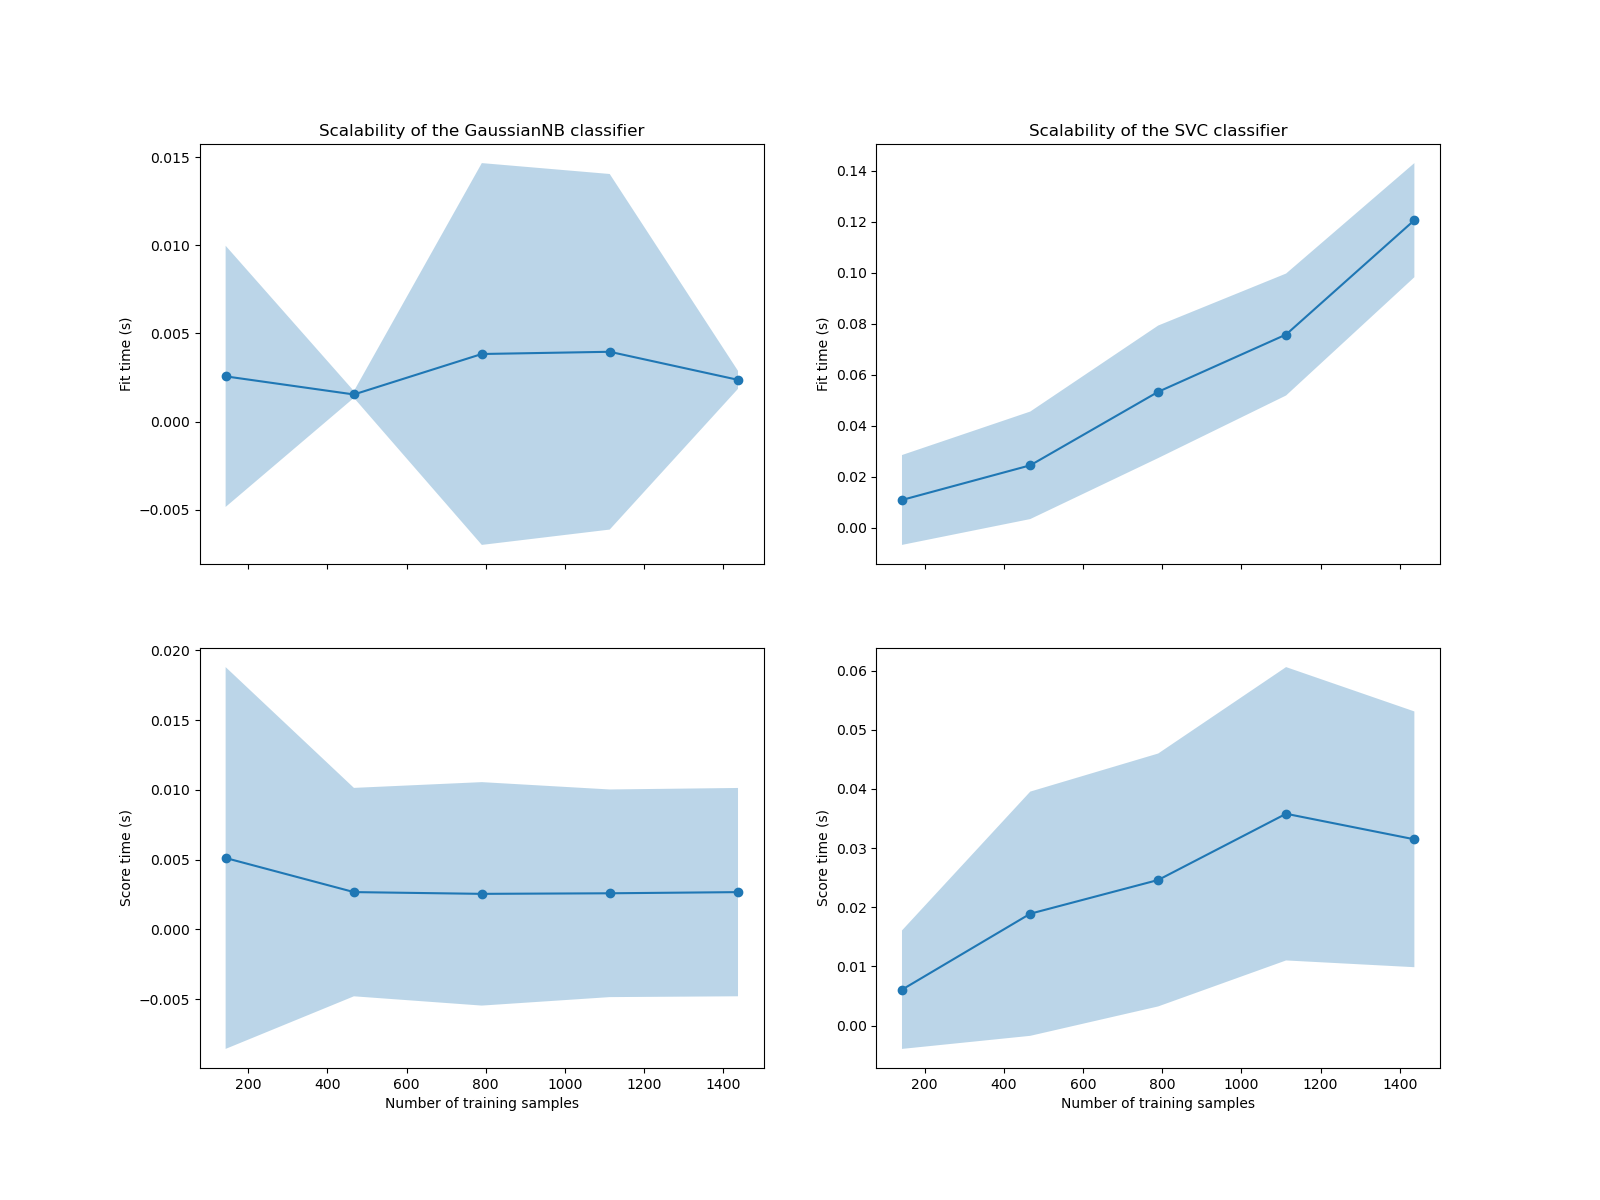 Scalability of the GaussianNB classifier
0.015
0.010
0.005
0.000
−0.005
Fit time (s)
Scalability of the SVC classifier
0.14
0.12
0.10
0.08
0.06
0.04
0.02
0.00
Fit time (s)
0.020
0.015
0.010
0.005
0.000
−0.005
Score time (s)
200 400 600 800 1000 1200 1400
Number of training samples
0.06
0.05
0.04
0.03
0.02
0.01
0.00
Score time (s)
200 400 600 800 1000 1200 1400
Number of training samples